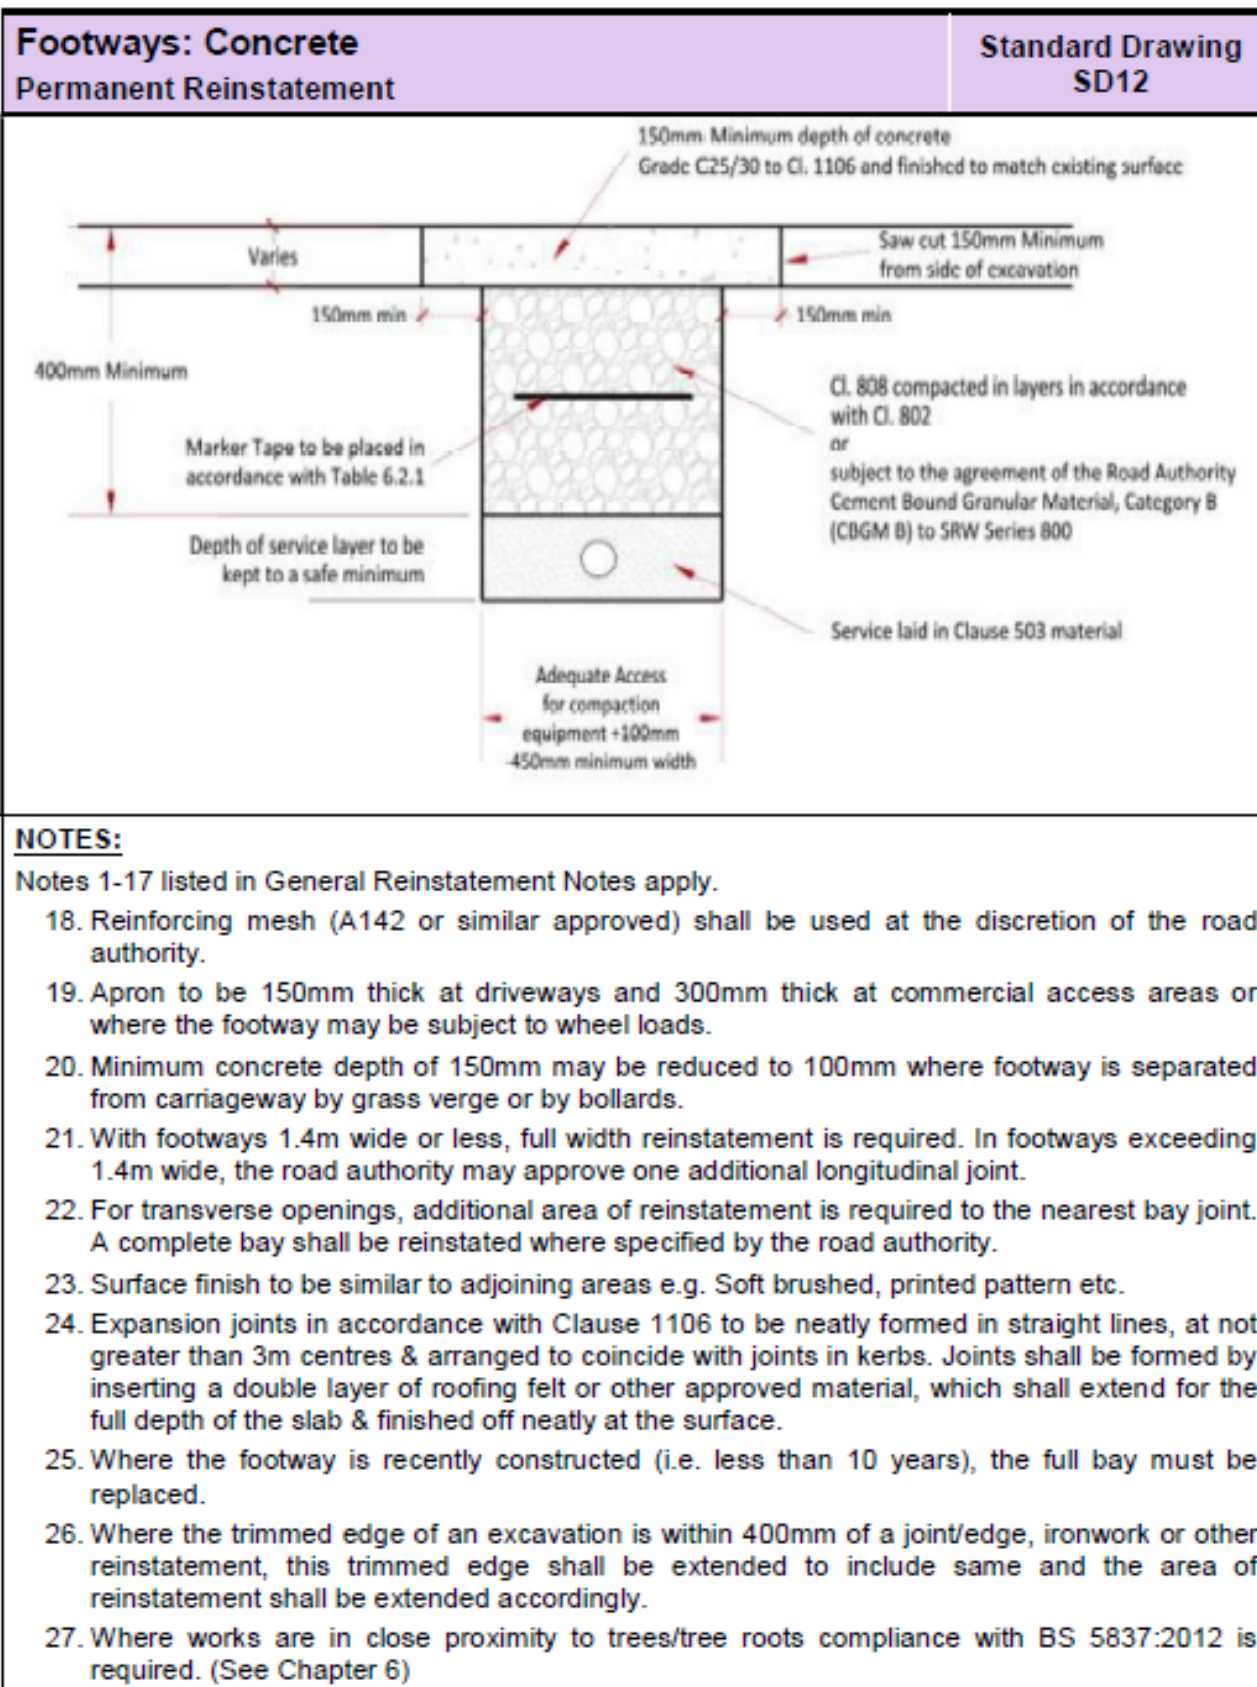 Footways: Concrete
Permanent Reinstatement
Standard Drawing
SD12
150mm Minimum depth of concrete
Grade C25/30 to Cl. 1106 and finished to match existing surface
Varies
Saw cut 150mm Minimum
from side of excavation
150mm min
150mm min
400mm Minimum
Cl. 808 compacted in layers in accordance
with Cl. 802
or
subject to the agreement of the Road Authority
Cement Bound Granular Material, Category B
(CBGM B) to SRW Series 800
Marker Tape to be placed in
accordance with Table 6.2.1
Depth of service layer to be
kept to a safe minimum
Service laid in Clause 503 material
Adequate Access
for compaction
equipment +100mm
-450mm minimum width
NOTES:
Notes 1-17 listed in General Reinstatement Notes apply.
18. Reinforcing mesh (A142 or similar approved) shall be used at the discretion of the road
authority.
19. Apron to be 150mm thick at driveways and 300mm thick at commercial access areas or
where the footway may be subject to wheel loads.
20. Minimum concrete depth of 150mm may be reduced to 100mm where footway is separated
from carriageway by grass verge or by bollards.
21. With footways 1.4m wide or less, full width reinstatement is required. In footways exceeding
1.4m wide, the road authority may approve one additional longitudinal joint.
22. For transverse openings, additional area of reinstatement is required to the nearest bay joint.
A complete bay shall be reinstated where specified by the road authority.
23. Surface finish to be similar to adjoining areas e.g. Soft brushed, printed pattern etc.
24. Expansion joints in accordance with Clause 1106 to be neatly formed in straight lines, at not
greater than 3m centres & arranged to coincide with joints in kerbs. Joints shall be formed by
inserting a double layer of roofing felt or other approved material, which shall extend for the
full depth of the slab & finished off neatly at the surface.
25. Where the footway is recently constructed (i.e. less than 10 years), the full bay must be
replaced.
26. Where the trimmed edge of an excavation is within 400mm of a joint/edge, ironwork or other
reinstatement, this trimmed edge shall be extended to include same and the area of
reinstatement shall be extended accordingly.
27. Where works are in close proximity to trees/tree roots compliance with BS 5837:2012 is
required. (See Chapter 6)